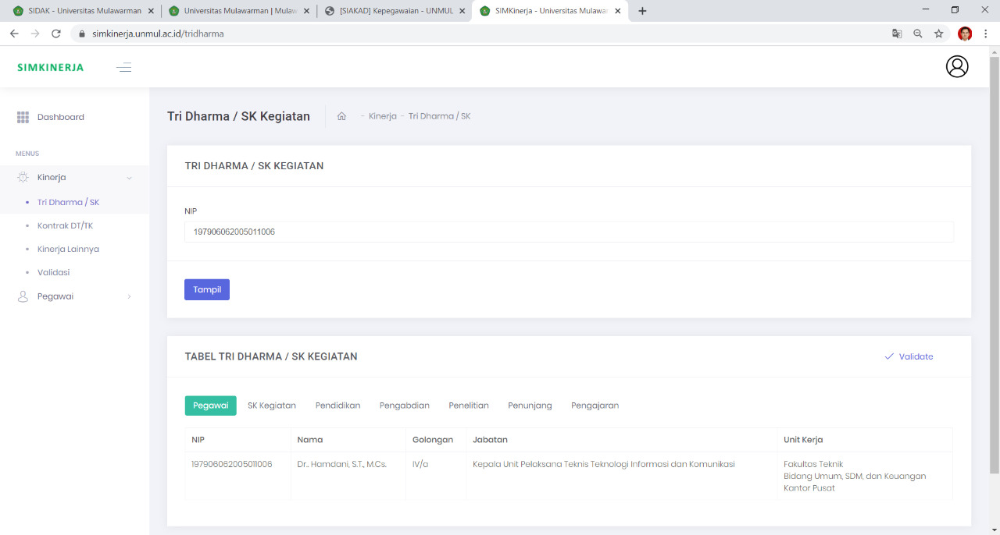 SIDAK - Universitas Mulawarman
Universitas Mulawarman | Mulaw
[SIAKAD] Kepegawaian - UNMUL
SIMKinerja - Universitas Mulawar
simkinerja.unmul.ac.id/tridharma
SIMKINERJA
Dashboard
MENUS
Kinerja
Tri Dharma / SK
Kontrak DT/TK
Kinerja Lainnya
Validasi
Pegawai
Tri Dharma / SK Kegiatan
- Kinerja - Tri Dharma / SK
TRI DHARMA / SK KEGIATAN
NIP
197906062005011006
Tampil
TABEL TRI DHARMA / SK KEGIATAN
Validate
Pegawai SK Kegiatan Pendidikan Pengabdian Penelitian Penunjang Pengajaran
NIP Nama Golongan Jabatan Unit Kerja
197906062005011006 Dr.. Hamdani, S.T., M.Cs. IV/a Kepala Unit Pelaksana Teknis Teknologi Informasi dan Komunikasi Fakultas Teknik
Bidang Umum, SDM, dan Keuangan
Kantor Pusat